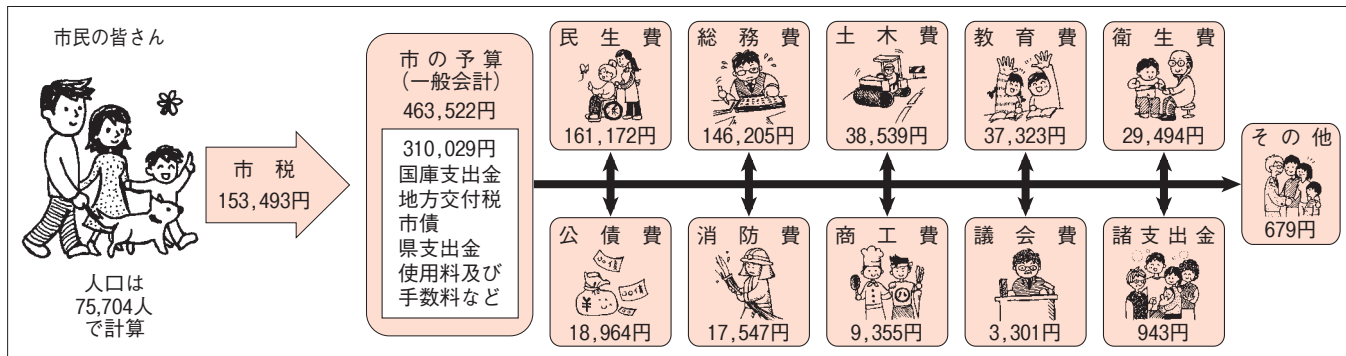 市民の皆さん
人口は
75,704人
で計算
市税
153,493円
市の予算
(一般会計)
463,522円
310,029円
国庫支出金
地方交付税
市債
県支出金
使用料及び
手数料など
民生費
161,172円
総務費
146,205円
土木費
38,539円
教育費
37,323円
衛生費
29,494円
公債費
18,964円
消防費
17,547円
商工費
9,355円
議会費
3,301円
諸支出金
943円
その他
679円